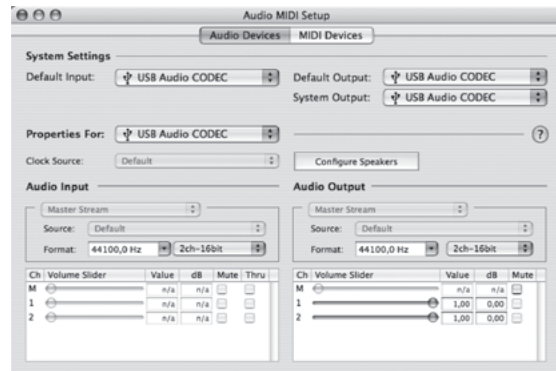 Audio MIDI Setup
Audio Devices MIDI Devices
System Settings
Default Input: USB Audio CODEC Default Output: USB Audio CODEC
System Output: USB Audio CODEC
Properties For: USB Audio CODEC ?
Clock Source: Default Configure Speakers
Audio Input Audio Output
Master Stream Master Stream
Source: Default Source: Default
Format: 44100,0 Hz 2ch-16bit Format: 44100,0 Hz 2ch-16bit
Ch Volume Slider Value dB Mute Thru Ch Volume Slider Value dB Mute
M n/a n/a M n/a n/a
1 n/a n/a 1 1,00 0,00
2 n/a n/a 2 1,00 0,00